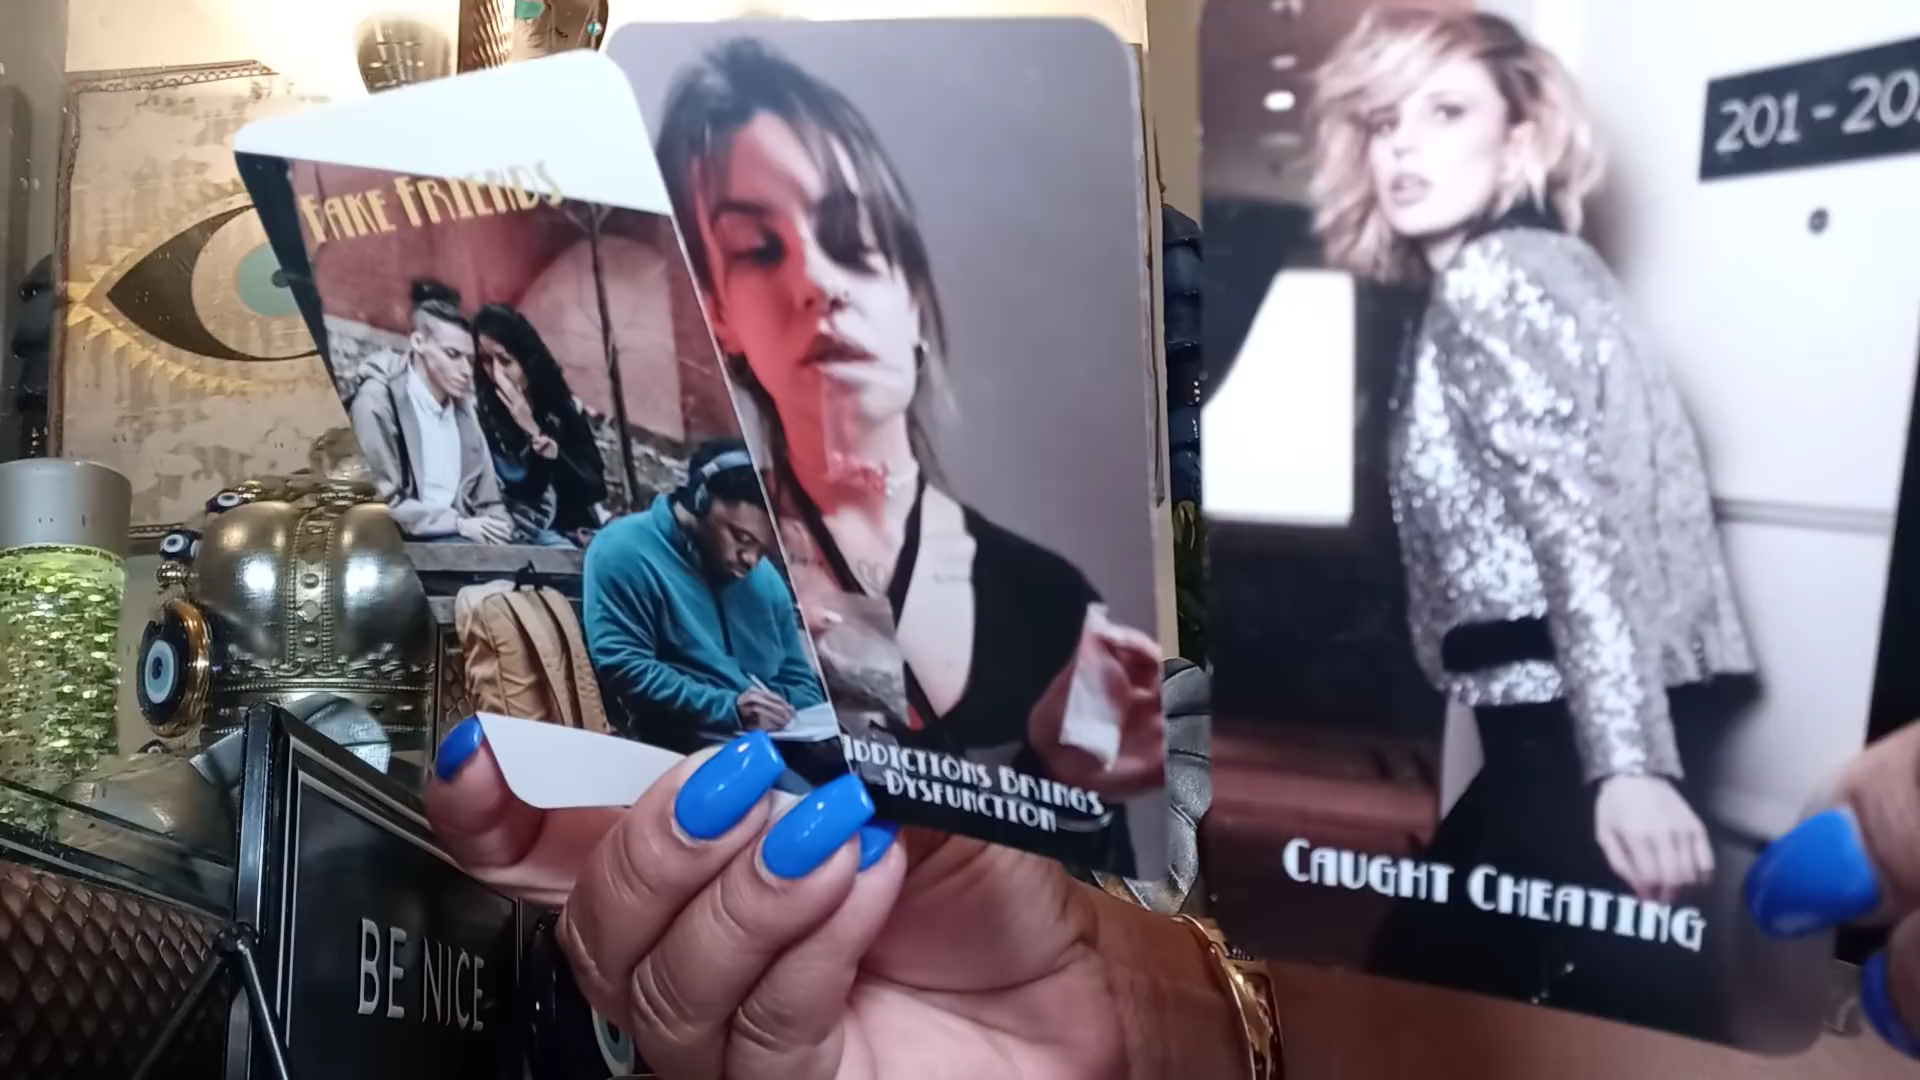 FAKE FRIENDS
ADDICTIONS BRINGS
DYSFUNCTION
201-20
CAUGHT CHEATING
BE NICE